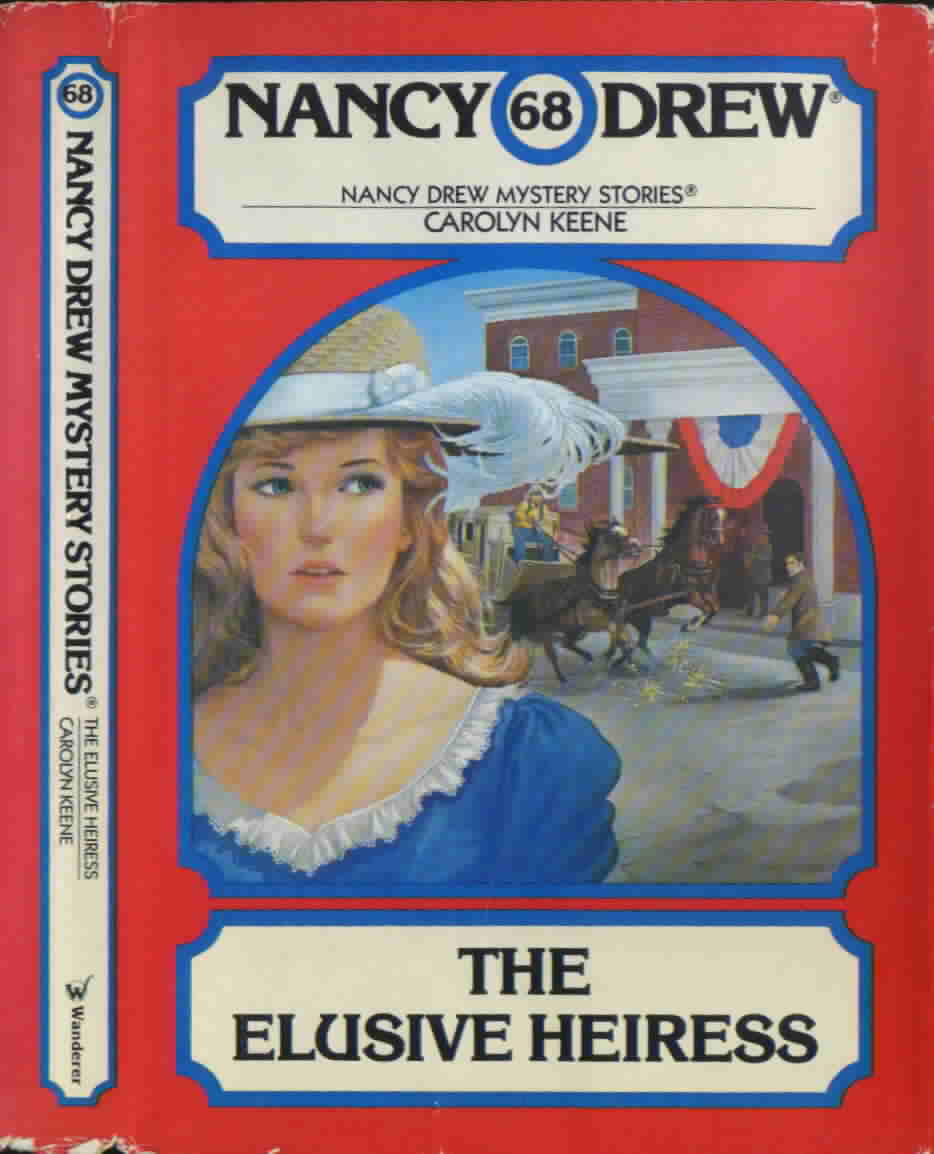 68
NANCY DREW MYSTERY STORIES®
THE ELUSIVE HEIRESS
CAROLYN KEENE
Wanderer
NANCY 68 DREW®
NANCY DREW MYSTERY STORIES®
CAROLYN KEENE
THE
ELUSIVE HEIRESS